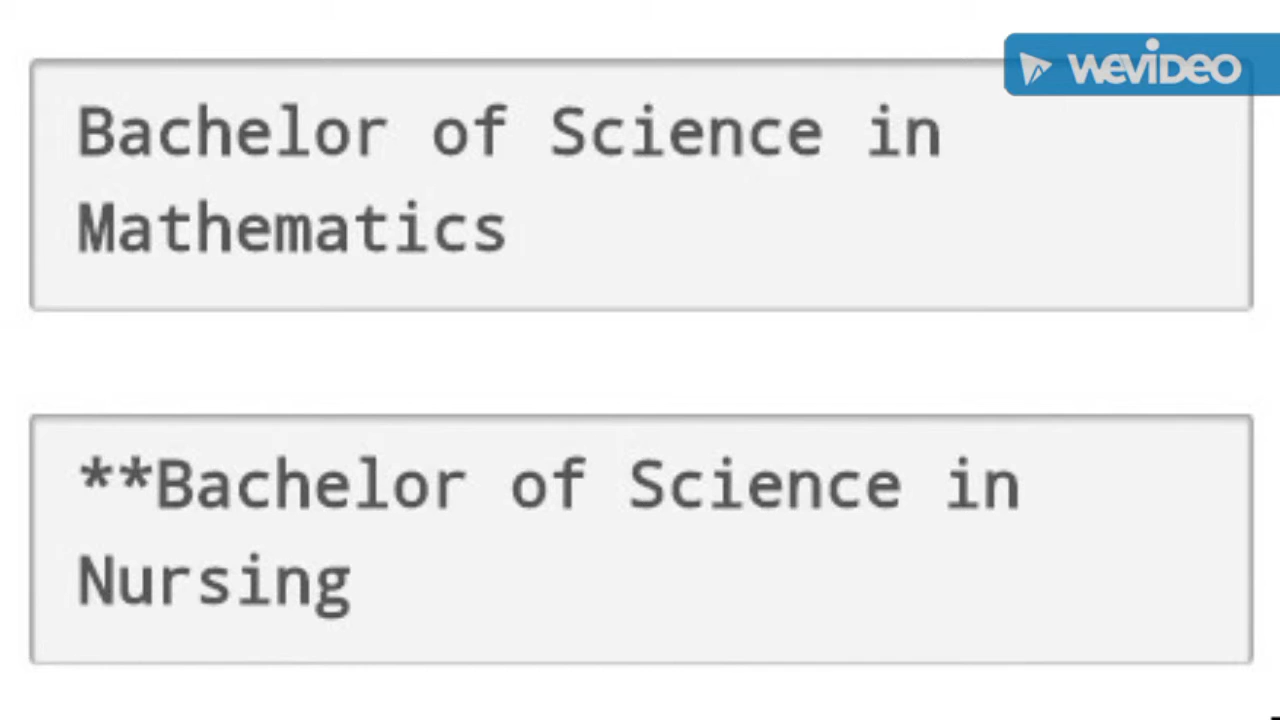 WEVIDEO
Bachelor of Science in
Mathematics
**Bachelor of Science in
Nursing